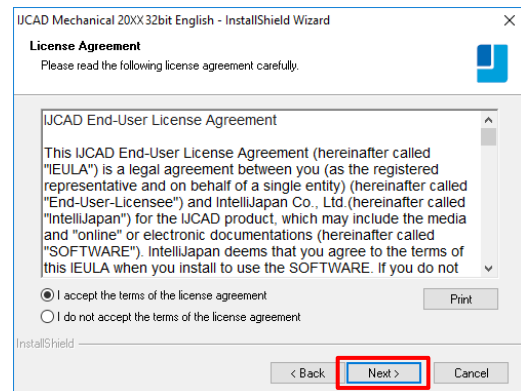 IJCAD Mechanical 20XX 32bit English - InstallShield Wizard
License Agreement
Please read the following license agreement carefully.
IJCAD End-User License Agreement
This IJCAD End-User License Agreement (hereinafter called
"IEULA") is a legal agreement between you (as the registered
representative and on behalf of a single entity) (hereinafter called
"End-User-Licensee") and IntelliJapan Co., Ltd.(hereinafter called
"IntelliJapan") for the IJCAD product, which may include the media
and "online" or electronic documentations (hereinafter called
"SOFTWARE"). IntelliJapan deems that you agree to the terms of
this IEULA when you install to use the SOFTWARE. If you do not
I accept the terms of the license agreement
Print
I do not accept the terms of the license agreement
InstallShield
< Back
Next >
Cancel